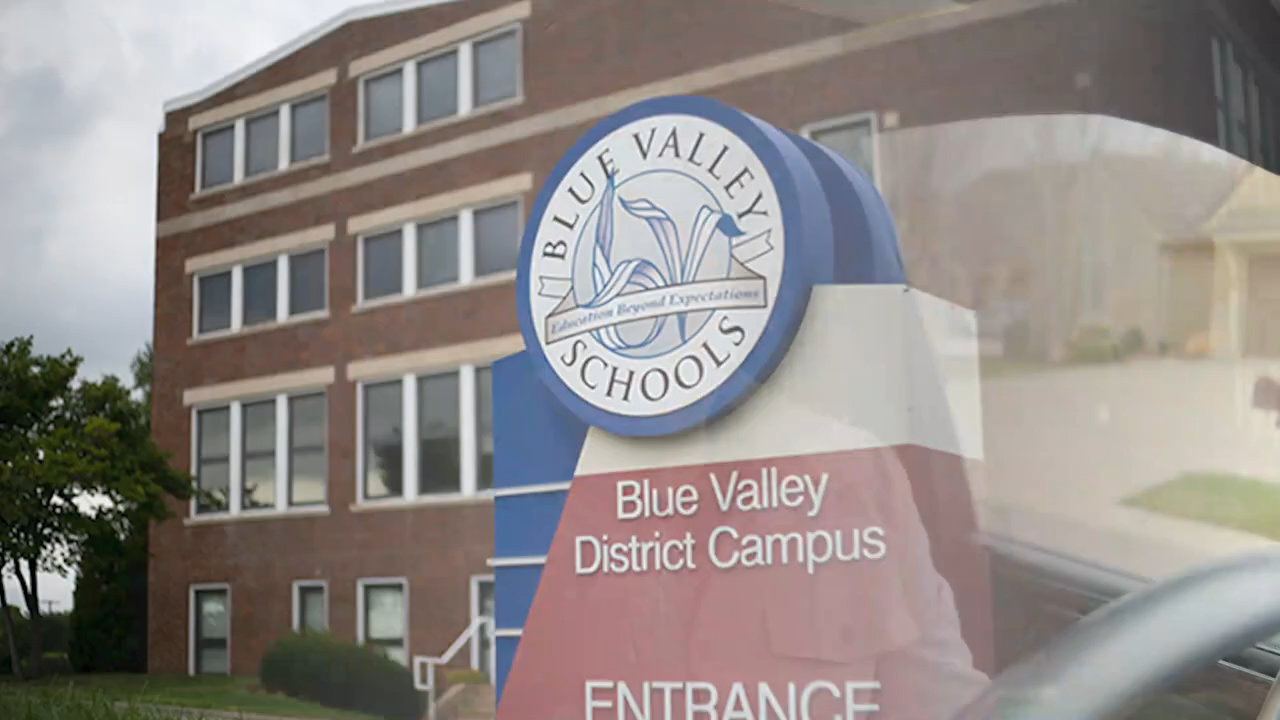 BLUE VALLEY
Education Beyond Expectations
SCHOOLS
Blue Valley
District Campus
ENTRANCE